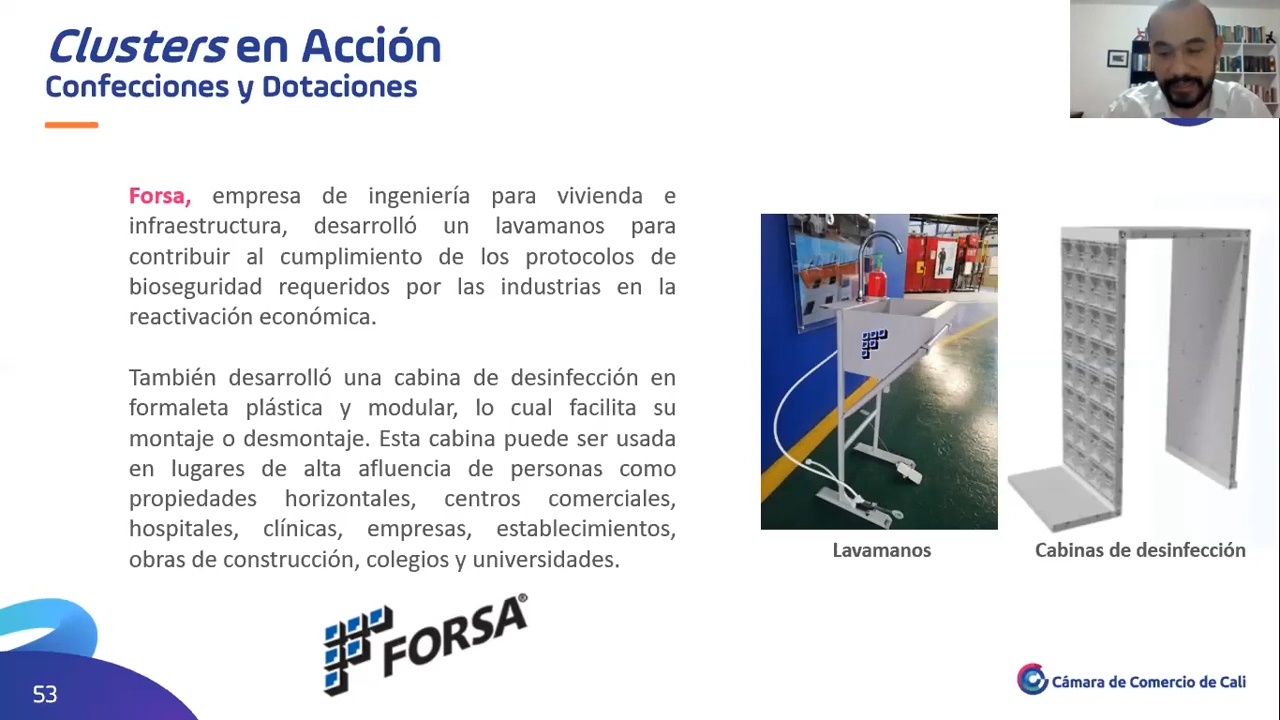 Clusters en Acción
Confecciones y Dotaciones
Forsa, empresa de ingeniería para vivienda e
infraestructura, desarrolló un lavamanos para
contribuir al cumplimiento de los protocolos de
bioseguridad requeridos por las industrias en la
reactivación económica.
También desarrolló una cabina de desinfección en
formaleta plástica y modular, lo cual facilita su
montaje o desmontaje. Esta cabina puede ser usada
en lugares de alta afluencia de personas como
propiedades horizontales, centros comerciales,
hospitales, clínicas, empresas, establecimientos,
obras de construcción, colegios y universidades.
Lavamanos
Cabinas de desinfección
FORSA®
53
Cámara de Comercio de Cali